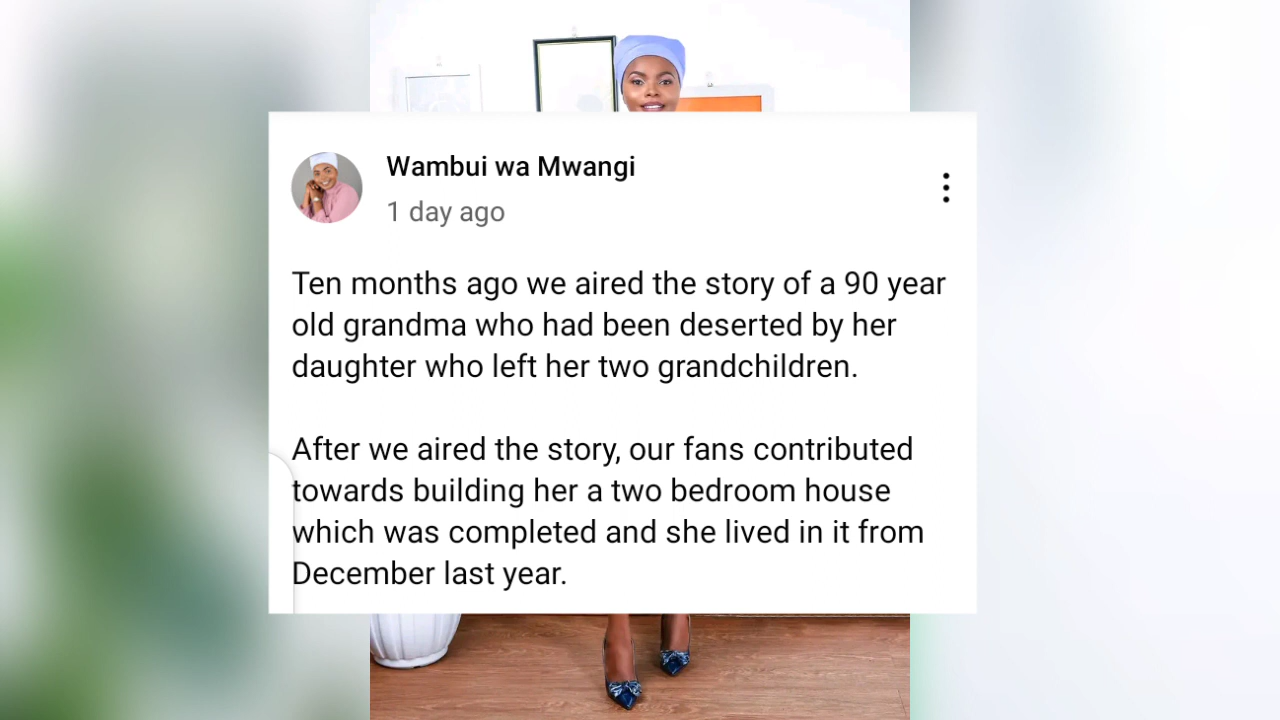 Wambui wa Mwangi
1 day ago
Ten months ago we aired the story of a 90 year
old grandma who had been deserted by her
daughter who left her two grandchildren.
After we aired the story, our fans contributed
towards building her a two bedroom house
which was completed and she lived in it from
December last year.